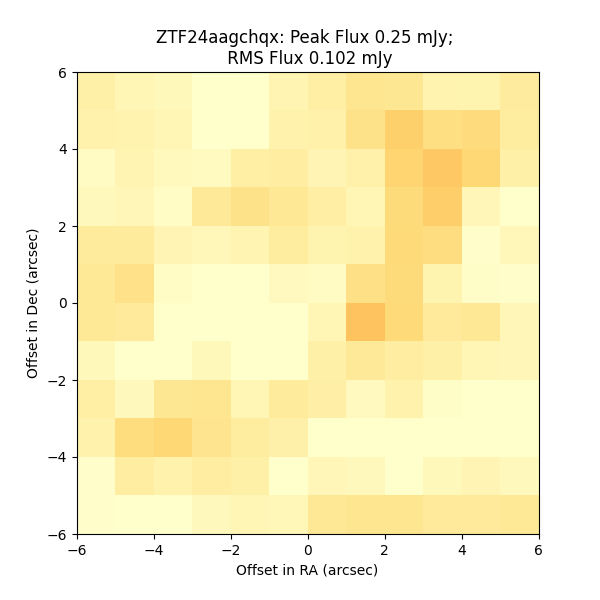 ZTF24aagchqx: Peak Flux 0.25 mJy;
RMS Flux 0.102 mJy
6
4
2
0
−2
−4
−6
Offset in Dec (arcsec)
−6 −4 −2 0 2 4 6
Offset in RA (arcsec)